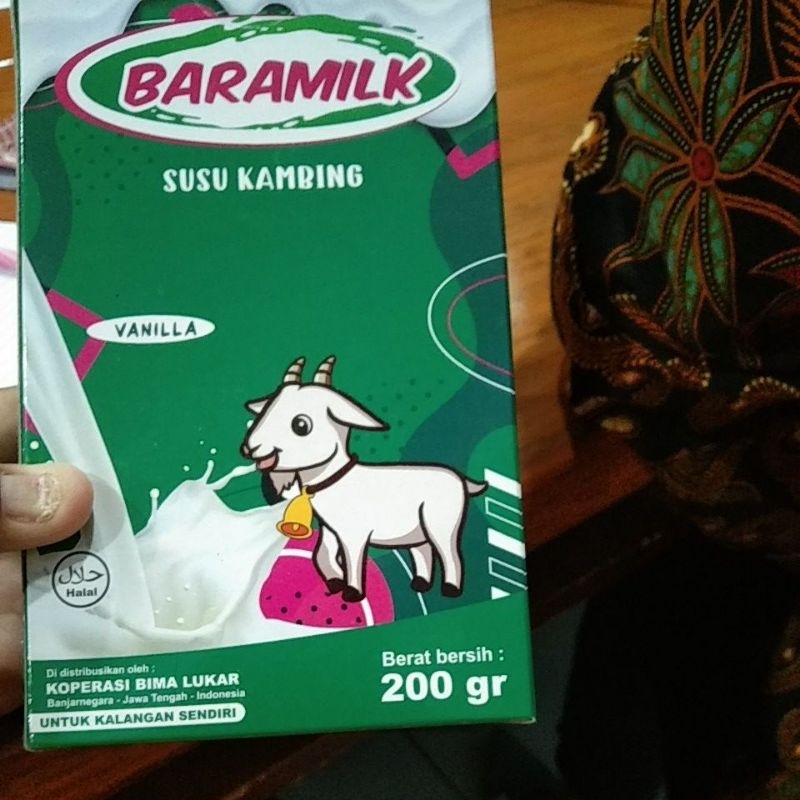 BARAMILK
SUSU KAMBING
VANILLA
حلال
Halal
Di distribusikan oleh :
KOPERASI BIMA LUKAR
Banjarnegara - Jawa Tengah - Indonesia
UNTUK KALANGAN SENDIRI
Berat bersih :
200 gr